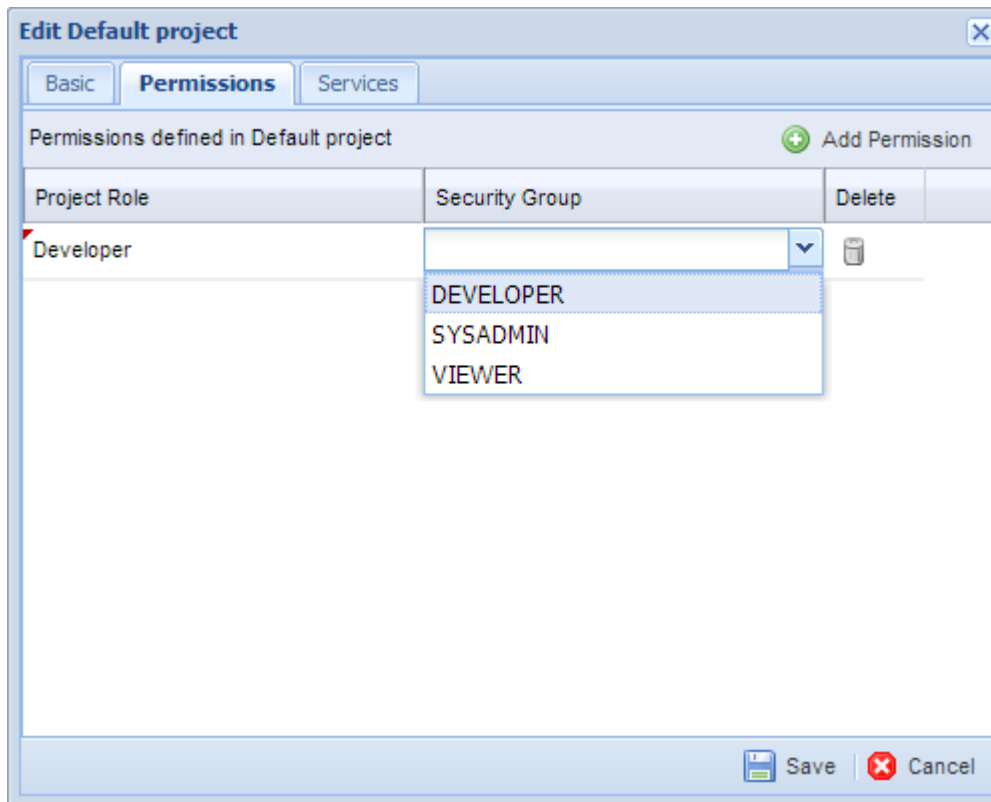 Edit Default project
Basic Permissions Services
Permissions defined in Default project Add Permission
Project Role Security Group Delete
Developer
DEVELOPER
SYSADMIN
VIEWER
Save Cancel